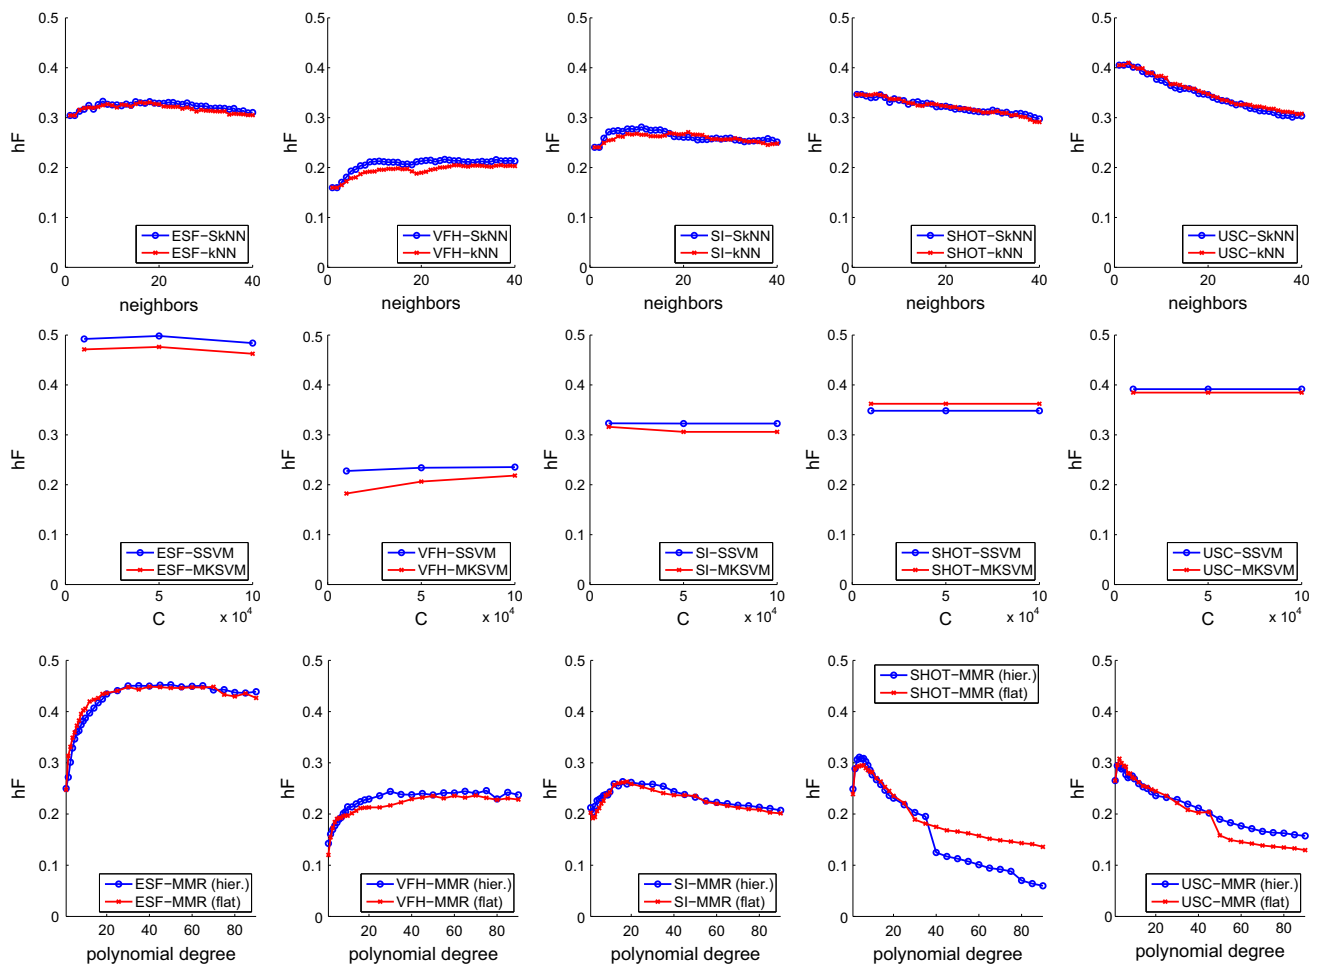 0.5
0.4
0.3
0.2
0.1
0
hF
0
10
20
30
40
neighbors
ESF−SkNN
ESF−kNN
0.5
0.4
0.3
0.2
0.1
0
hF
0
20
40
neighbors
VFH−SkNN
VFH−kNN
0.5
0.4
0.3
0.2
0.1
0
hF
0
10
20
30
40
neighbors
SI−SkNN
SI−kNN
0.5
0.4
0.3
0.2
0.1
0
hF
0
10
20
30
40
neighbors
SHOT−SkNN
SHOT−kNN
0.5
0.4
0.3
0.2
0.1
0
hF
0
10
20
30
40
neighbors
USC−SkNN
USC−kNN
0.5
0.4
0.3
0.2
0.1
0
hF
0
5
10
x 10⁴
C
ESF−SSVM
ESF−MKSVM
0.5
0.4
0.3
0.2
0.1
0
hF
0
5
10
x 10⁴
C
VFH−SSVM
VFH−MKSVM
0.5
0.4
0.3
0.2
0.1
0
hF
0
5
10
x 10⁴
C
SI−SSVM
SI−MKSVM
0.5
0.4
0.3
0.2
0.1
0
hF
0
5
10
x 10⁴
C
SHOT−SSVM
SHOT−MKSVM
0.5
0.4
0.3
0.2
0.1
0
hF
0
5
10
x 10⁴
C
USC−SSVM
USC−MKSVM
0.5
0.4
0.3
0.2
0.1
0
hF
20
40
60
80
polynomial degree
ESF−MMR (hier.)
ESF−MMR (flat)
0.5
0.4
0.3
0.2
0.1
0
hF
20
40
60
80
polynomial degree
VFH−MMR (hier.)
VFH−MMR (flat)
0.5
0.4
0.3
0.2
0.1
0
hF
20
40
60
80
polynomial degree
SI−MMR (hier.)
SI−MMR (flat)
0.5
0.4
0.3
0.2
0.1
0
hF
20
40
60
80
polynomial degree
SHOT−MMR (hier.)
SHOT−MMR (flat)
0.5
0.4
0.3
0.2
0.1
0
hF
20
40
60
80
polynomial degree
USC−MMR (hier.)
USC−MMR (flat)